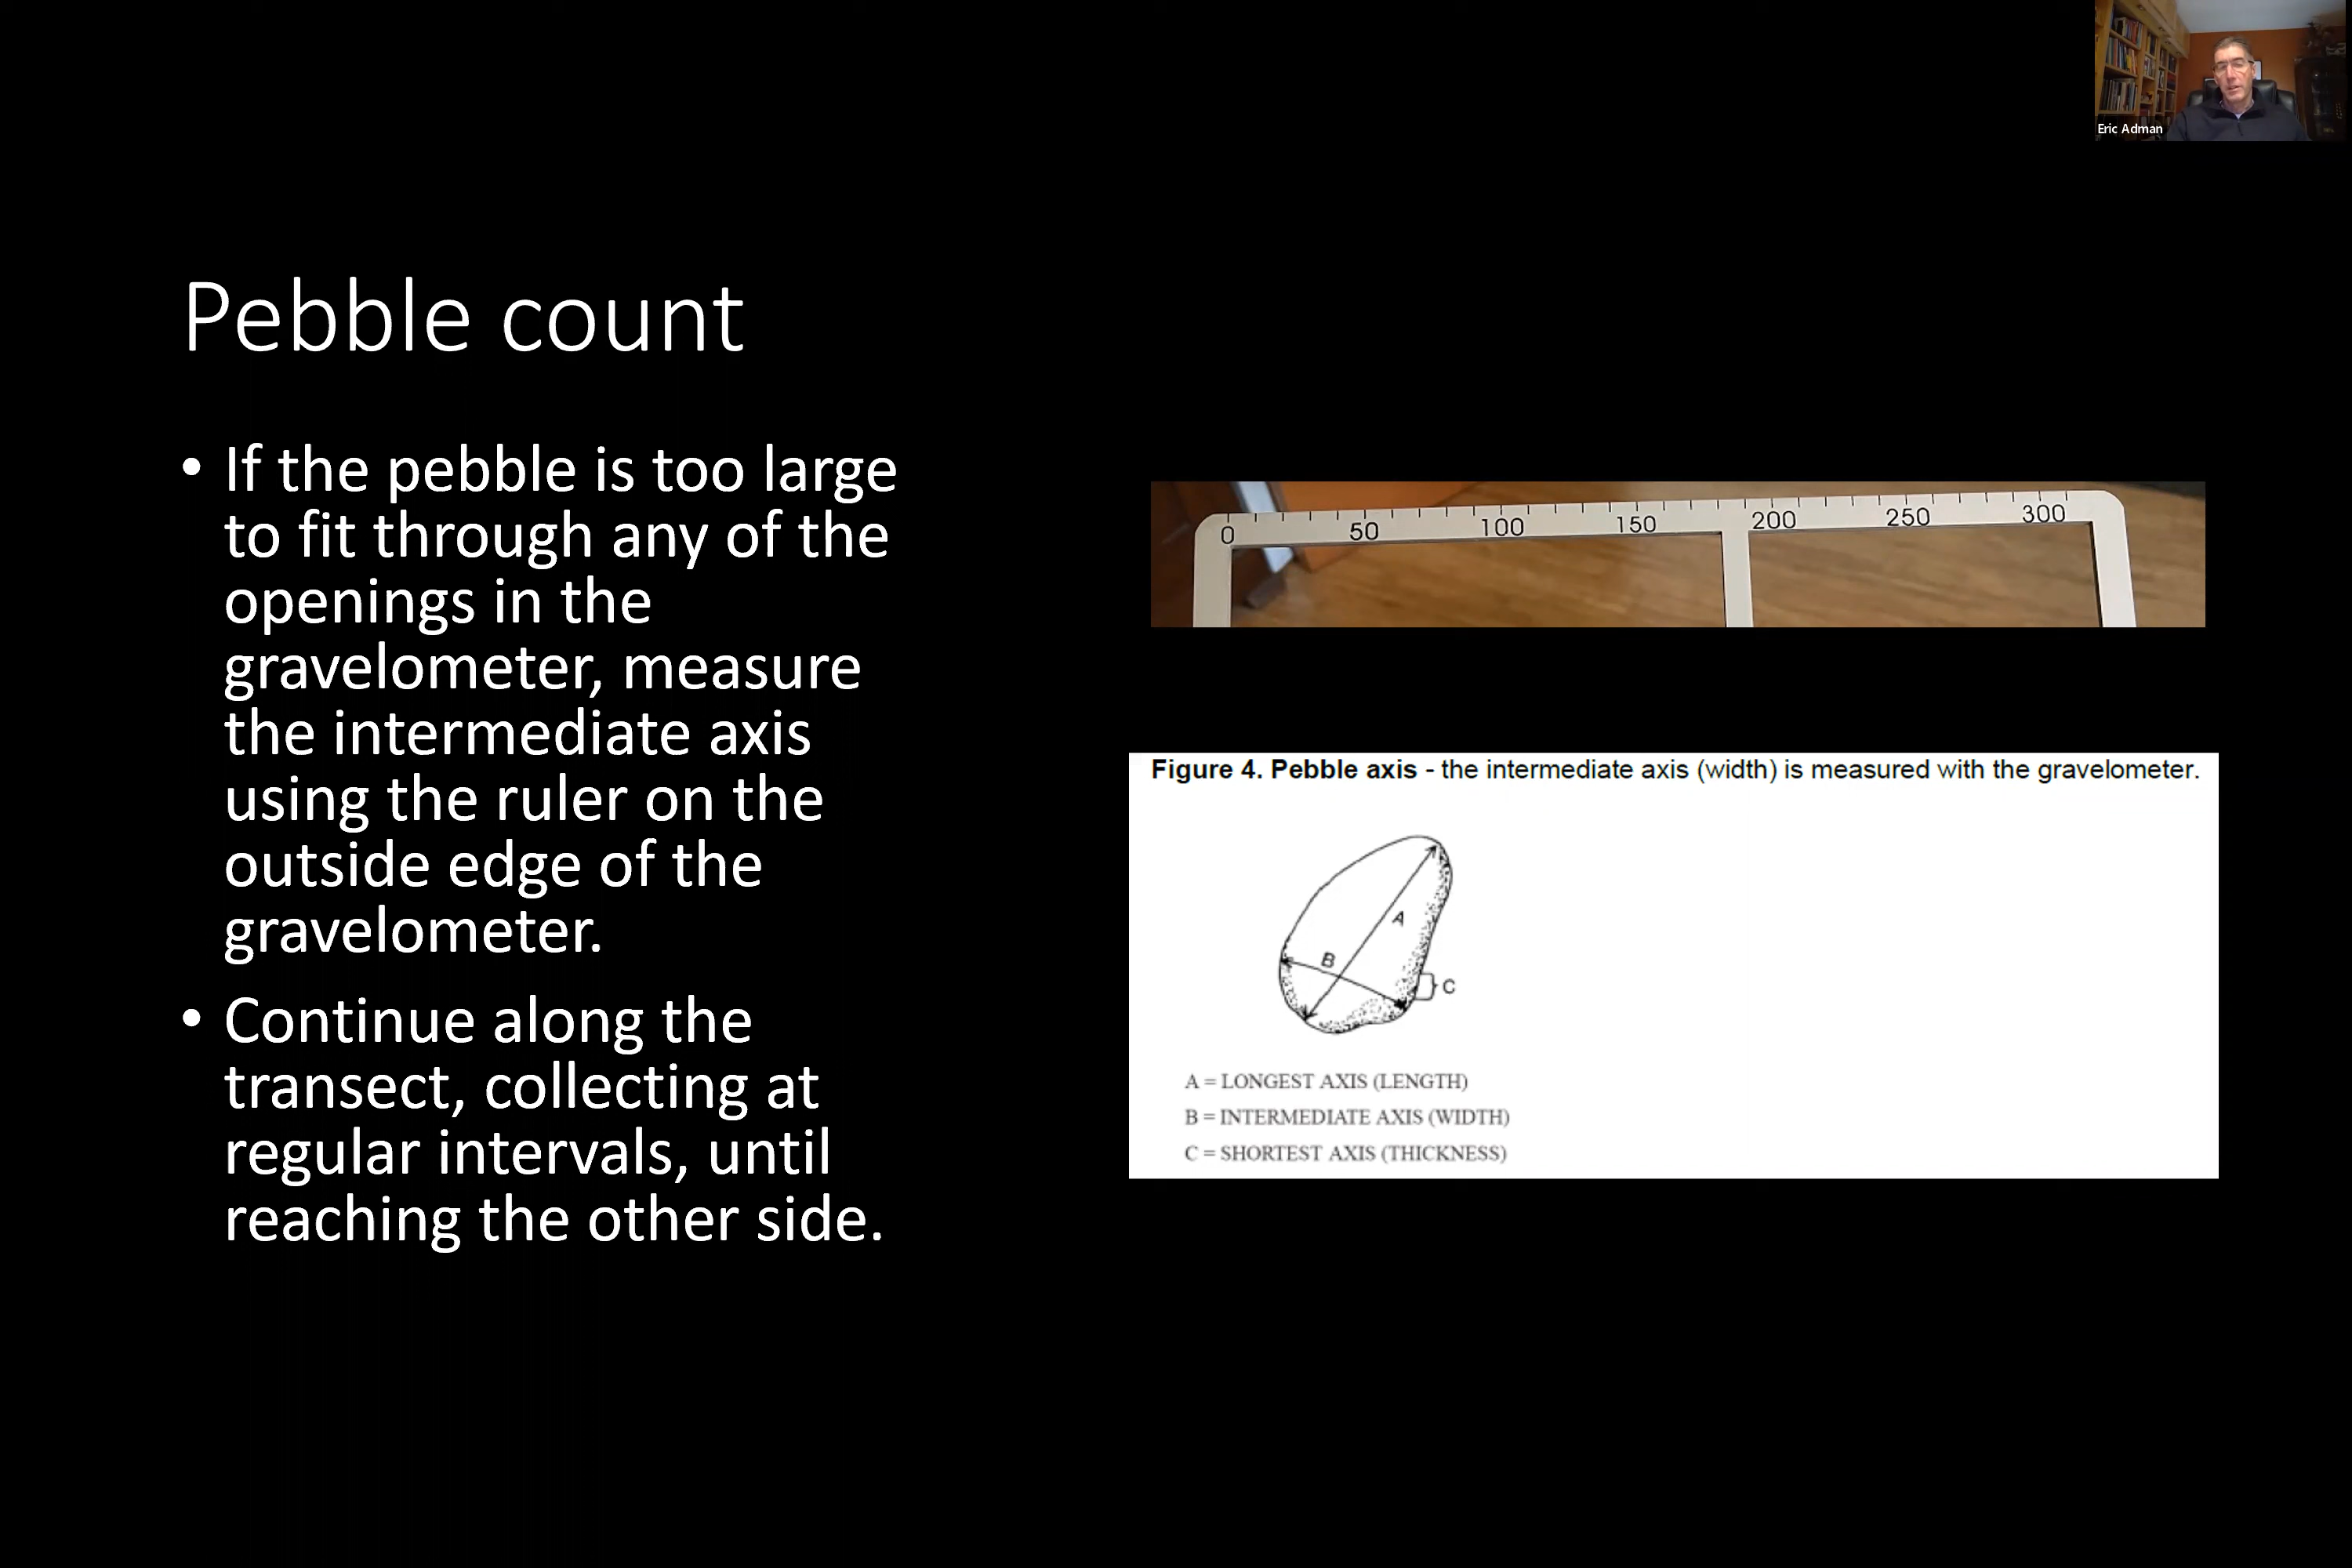 Eric Adman
Pebble count
• If the pebble is too large
to fit through any of the
openings in the
gravelometer, measure
the intermediate axis
using the ruler on the
outside edge of the
gravelometer.
• Continue along the
transect, collecting at
regular intervals, until
reaching the other side.
0 50 100 150 200 250 300
Figure 4. Pebble axis - the intermediate axis (width) is measured with the gravelometer.
A
B
C
A = LONGEST AXIS (LENGTH)
B = INTERMEDIATE AXIS (WIDTH)
C = SHORTEST AXIS (THICKNESS)